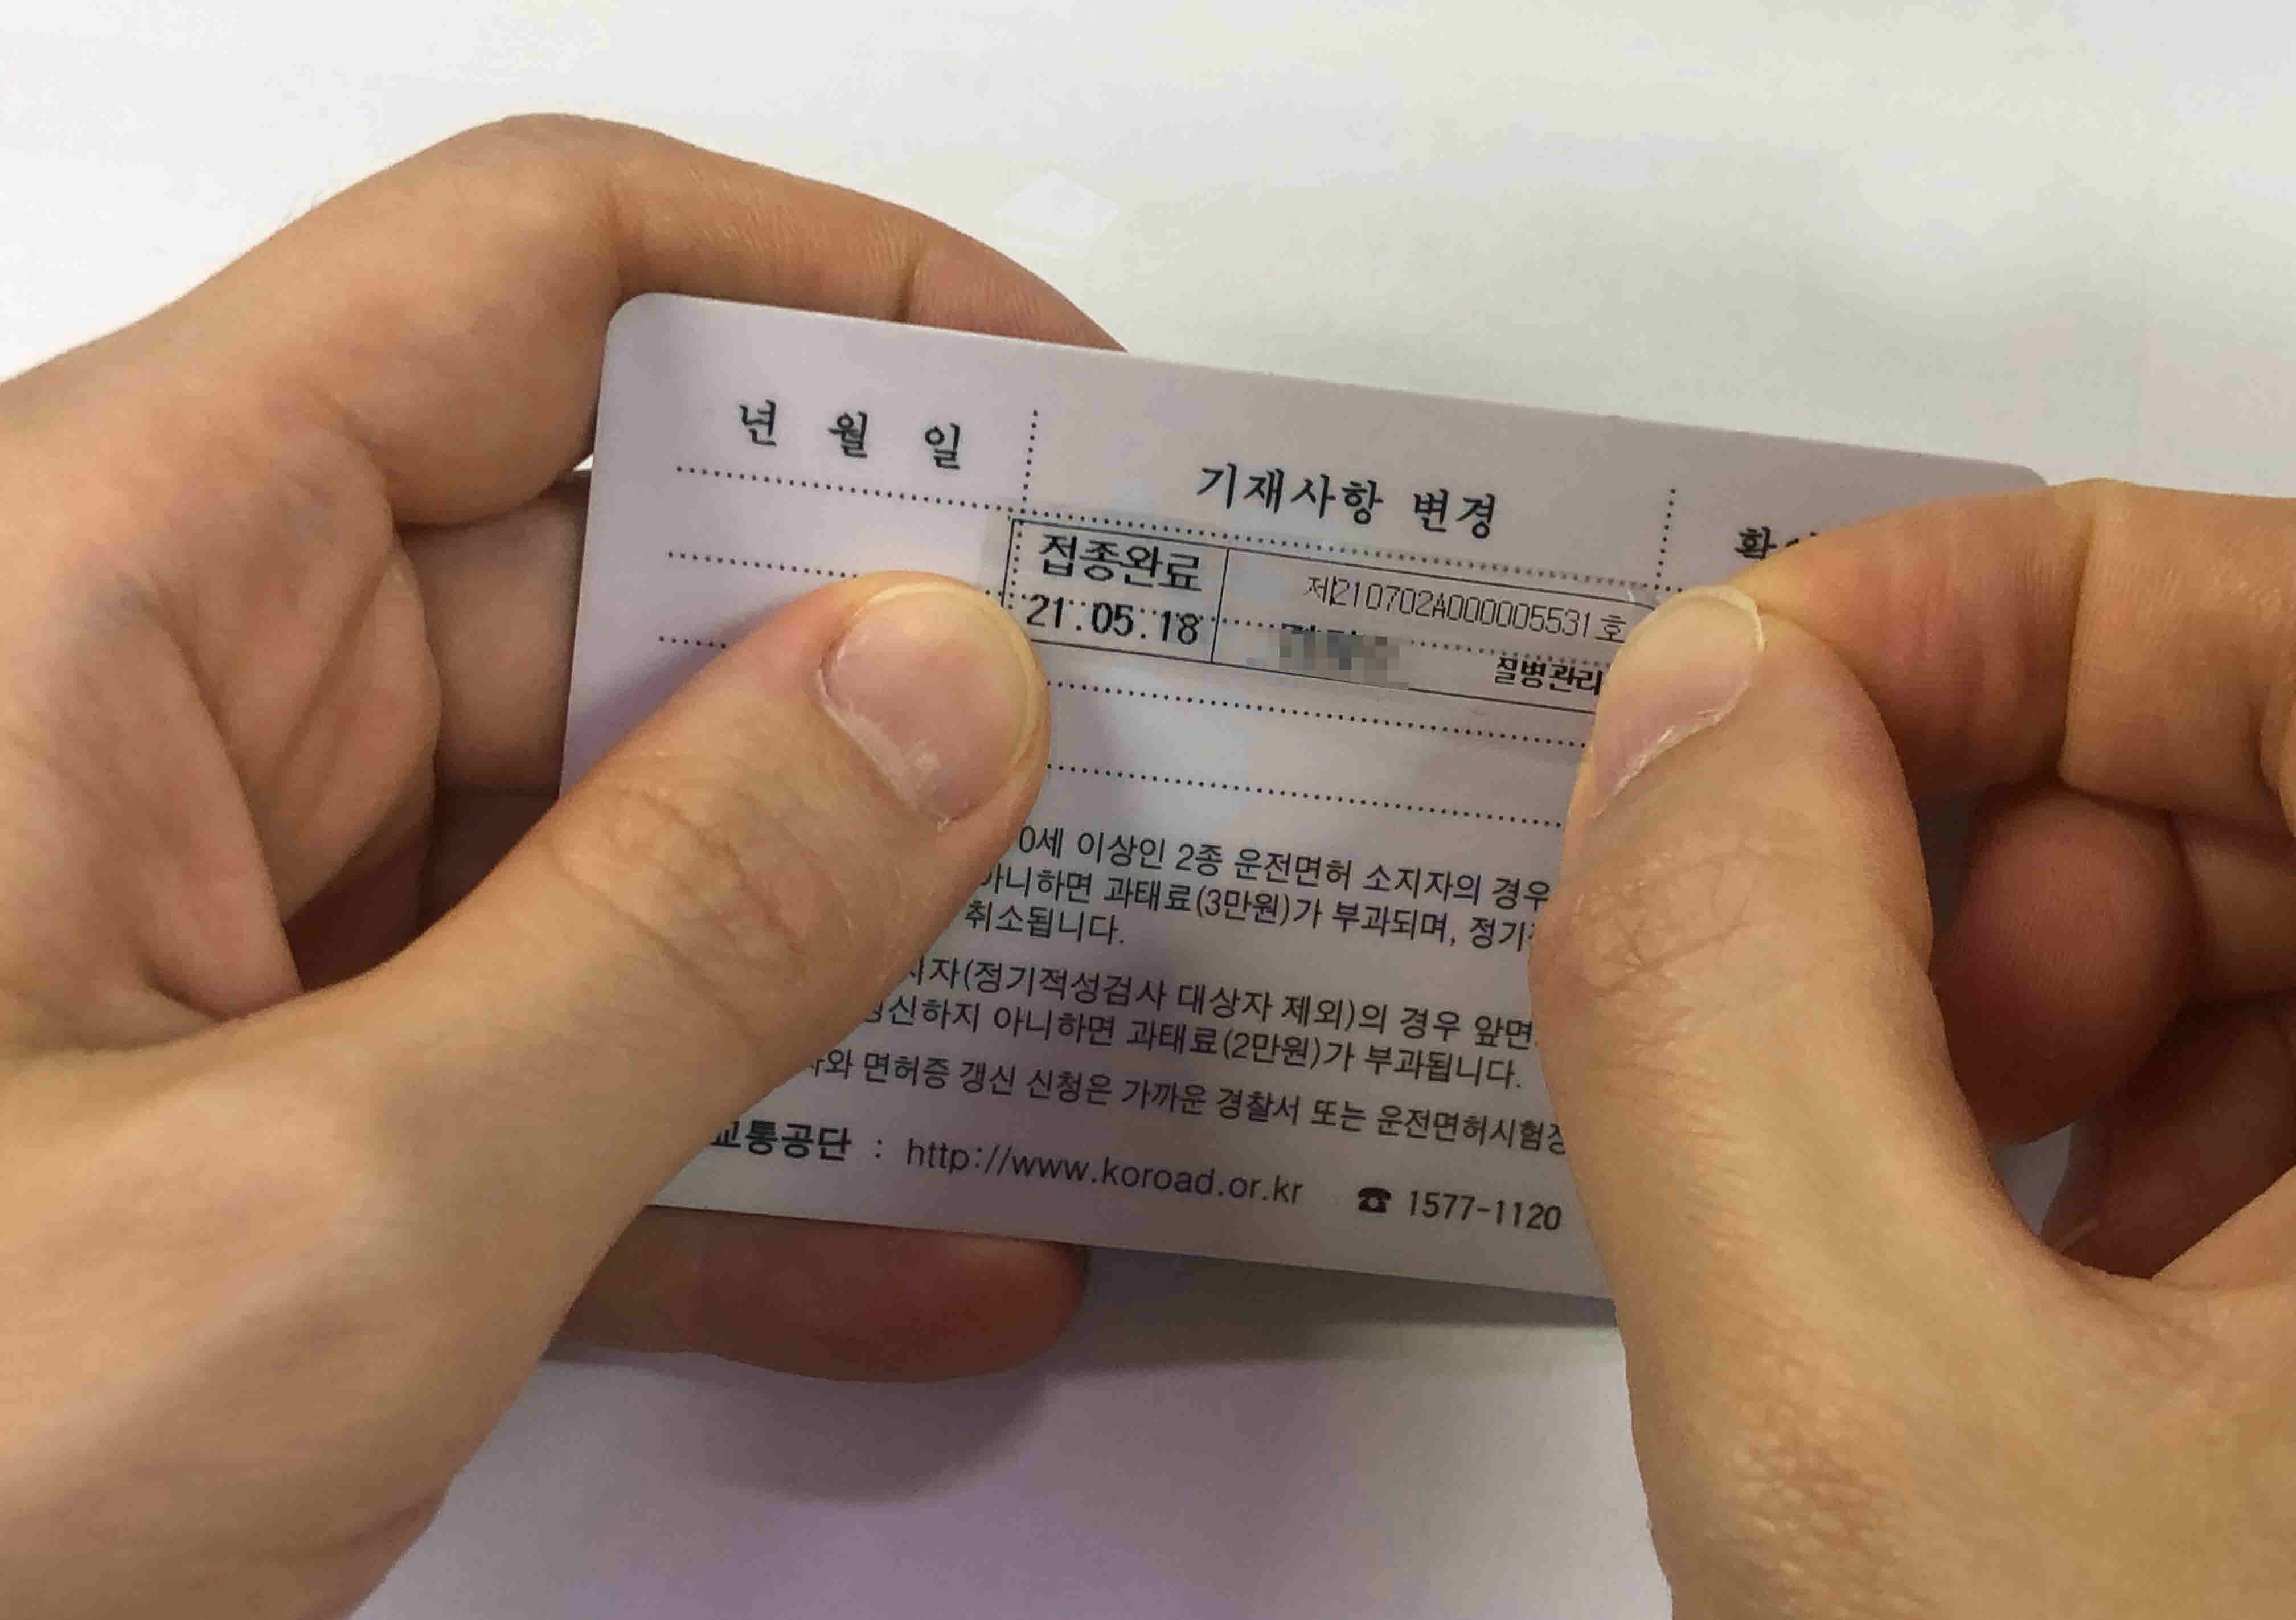 년 월 일
기재사항 변경
접종완료
21.05.18
제210702A000005531호
질병관리
0세 이상인 2종 운전면허 소지자의 경우
아니하면 과태료(3만원)가 부과되며, 정기
취소됩니다.
자(정기적성검사 대상자 제외)의 경우 앞면
갱신하지 아니하면 과태료(2만원)가 부과됩니다.
와 면허증 갱신 신청은 가까운 경찰서 또는 운전면허시험장
교통공단 : http://www.koroad.or.kr ☎ 1577-1120